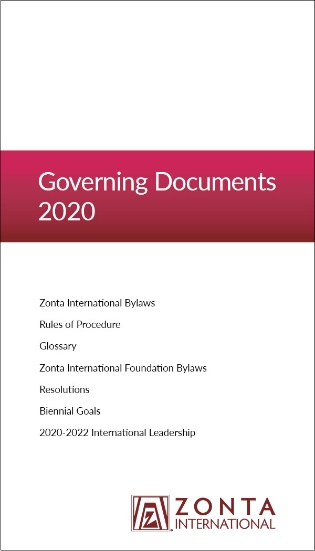 Governing Documents
2020
Zonta International Bylaws
Rules of Procedure
Glossary
Zonta International Foundation Bylaws
Resolutions
Biennial Goals
2020-2022 International Leadership
ZONTA
INTERNATIONAL